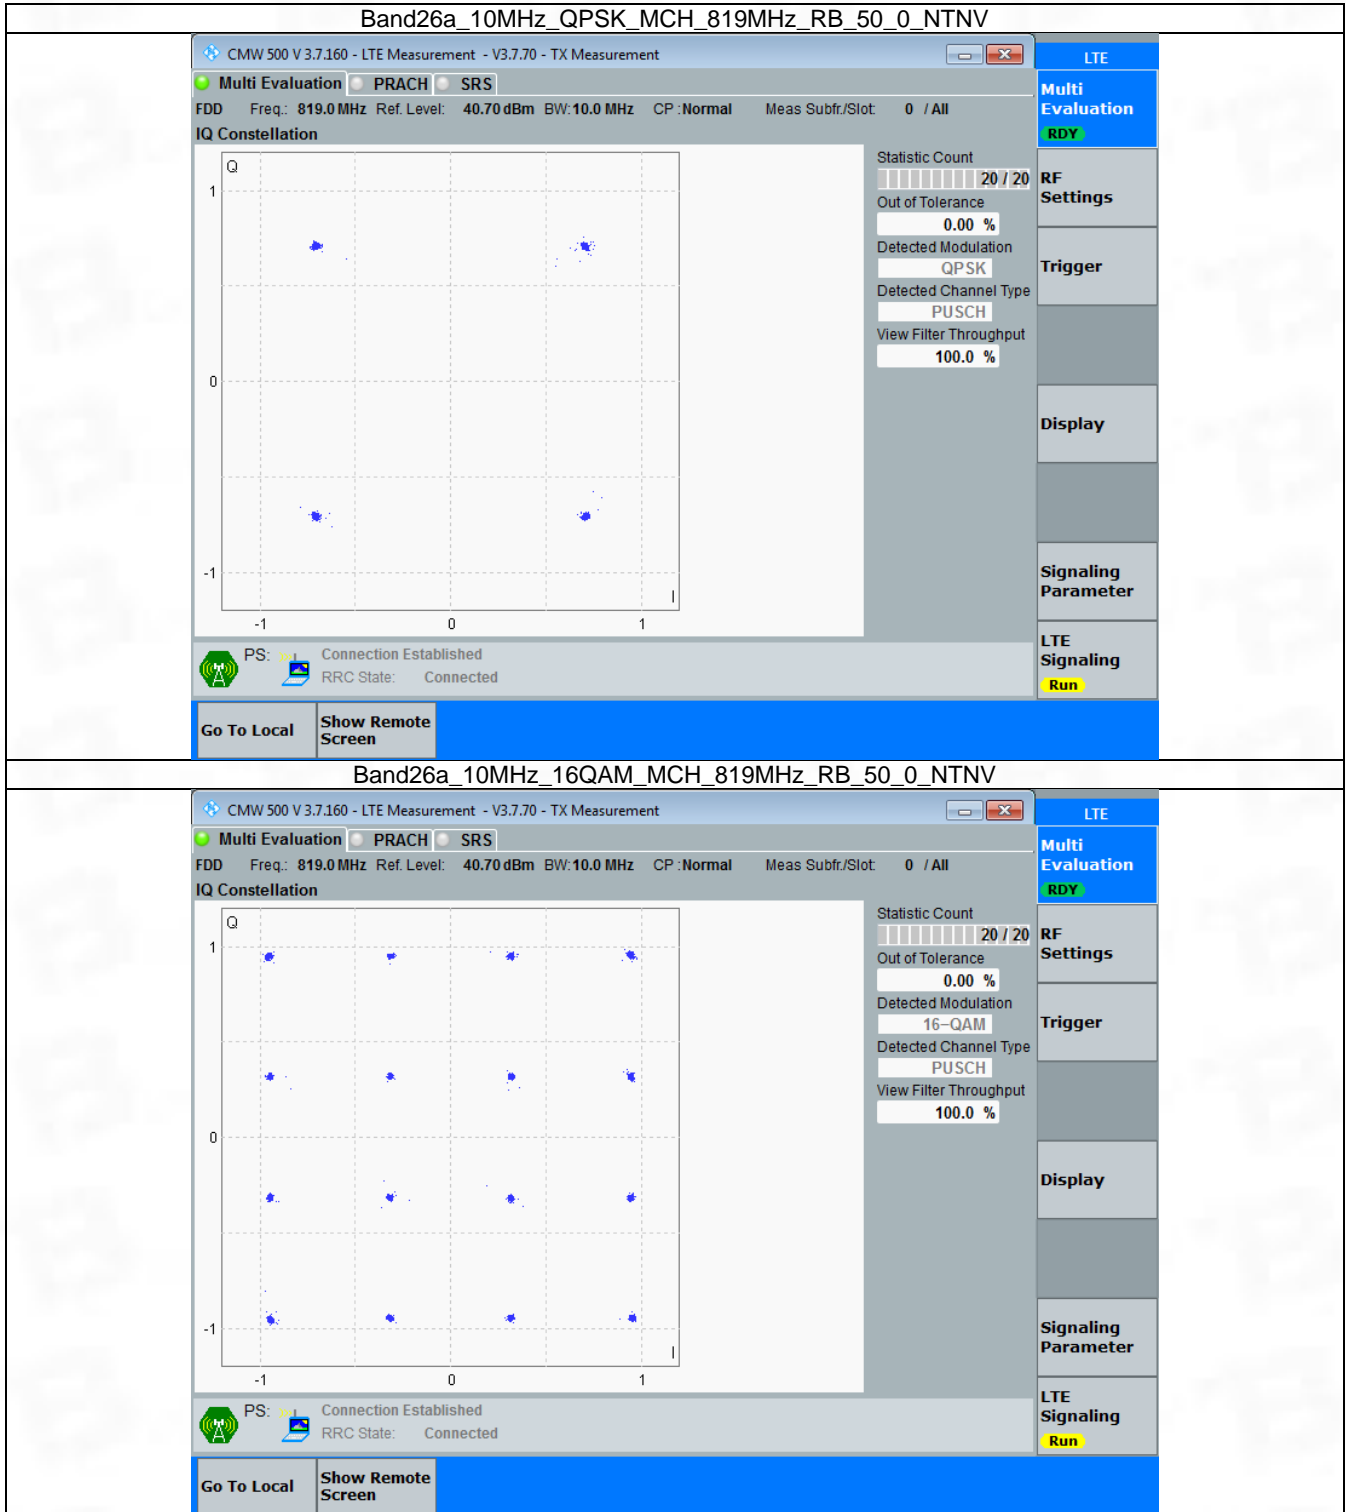 Band26a_10MHz_QPSK_MCH_819MHz_RB_50_0_NTNV
CMW 500 V 3.7.160 - LTE Measurement - V3.7.70 - TX Measurement
LTE
Multi Evaluation PRACH SRS
Multi
Evaluation
RDY
FDD Freq.: 819.0 MHz Ref. Level: 40.70 dBm BW: 10.0 MHz CP : Normal Meas Subfr./Slot: 0 / All
IQ Constellation
Q
1
0
-1
I
-1 0 1
Statistic Count
20 / 20
Out of Tolerance
0.00 %
Detected Modulation
QPSK
Detected Channel Type
PUSCH
View Filter Throughput
100.0 %
RF
Settings
Trigger
Display
Signaling
Parameter
LTE
Signaling
Run
PS: Connection Established
RRC State: Connected
Go To Local
Show Remote
Screen
Band26a_10MHz_16QAM_MCH_819MHz_RB_50_0_NTNV
CMW 500 V 3.7.160 - LTE Measurement - V3.7.70 - TX Measurement
LTE
Multi Evaluation PRACH SRS
Multi
Evaluation
RDY
FDD Freq.: 819.0 MHz Ref. Level: 40.70 dBm BW: 10.0 MHz CP : Normal Meas Subfr./Slot: 0 / All
IQ Constellation
Q
1
0
-1
I
-1 0 1
Statistic Count
20 / 20
Out of Tolerance
0.00 %
Detected Modulation
16-QAM
Detected Channel Type
PUSCH
View Filter Throughput
100.0 %
RF
Settings
Trigger
Display
Signaling
Parameter
LTE
Signaling
Run
PS: Connection Established
RRC State: Connected
Go To Local
Show Remote
Screen